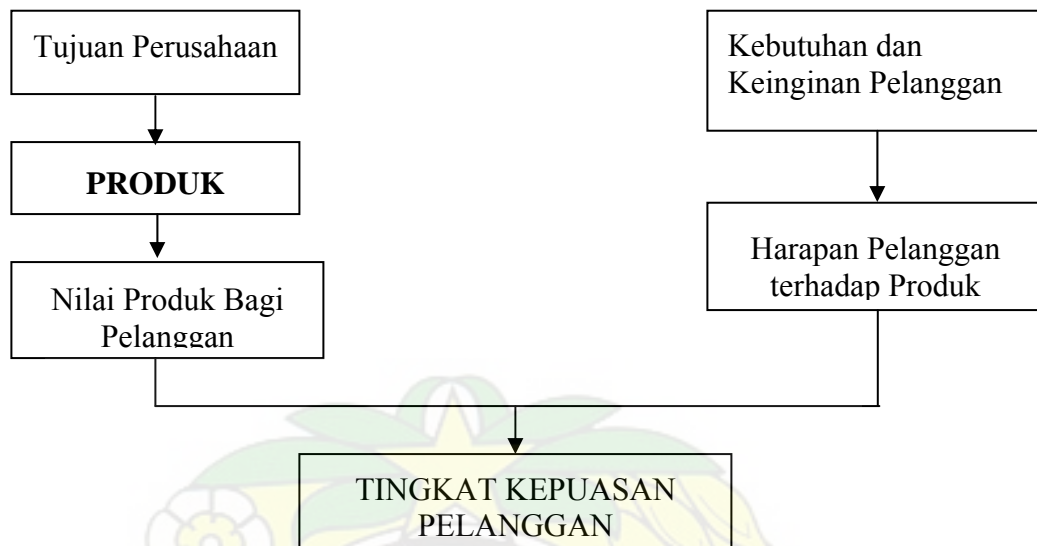 Tujuan Perusahaan
PRODUK
Nilai Produk Bagi
Pelanggan
Kebutuhan dan
Keinginan Pelanggan
Harapan Pelanggan
terhadap Produk
TINGKAT KEPUASAN
PELANGGAN